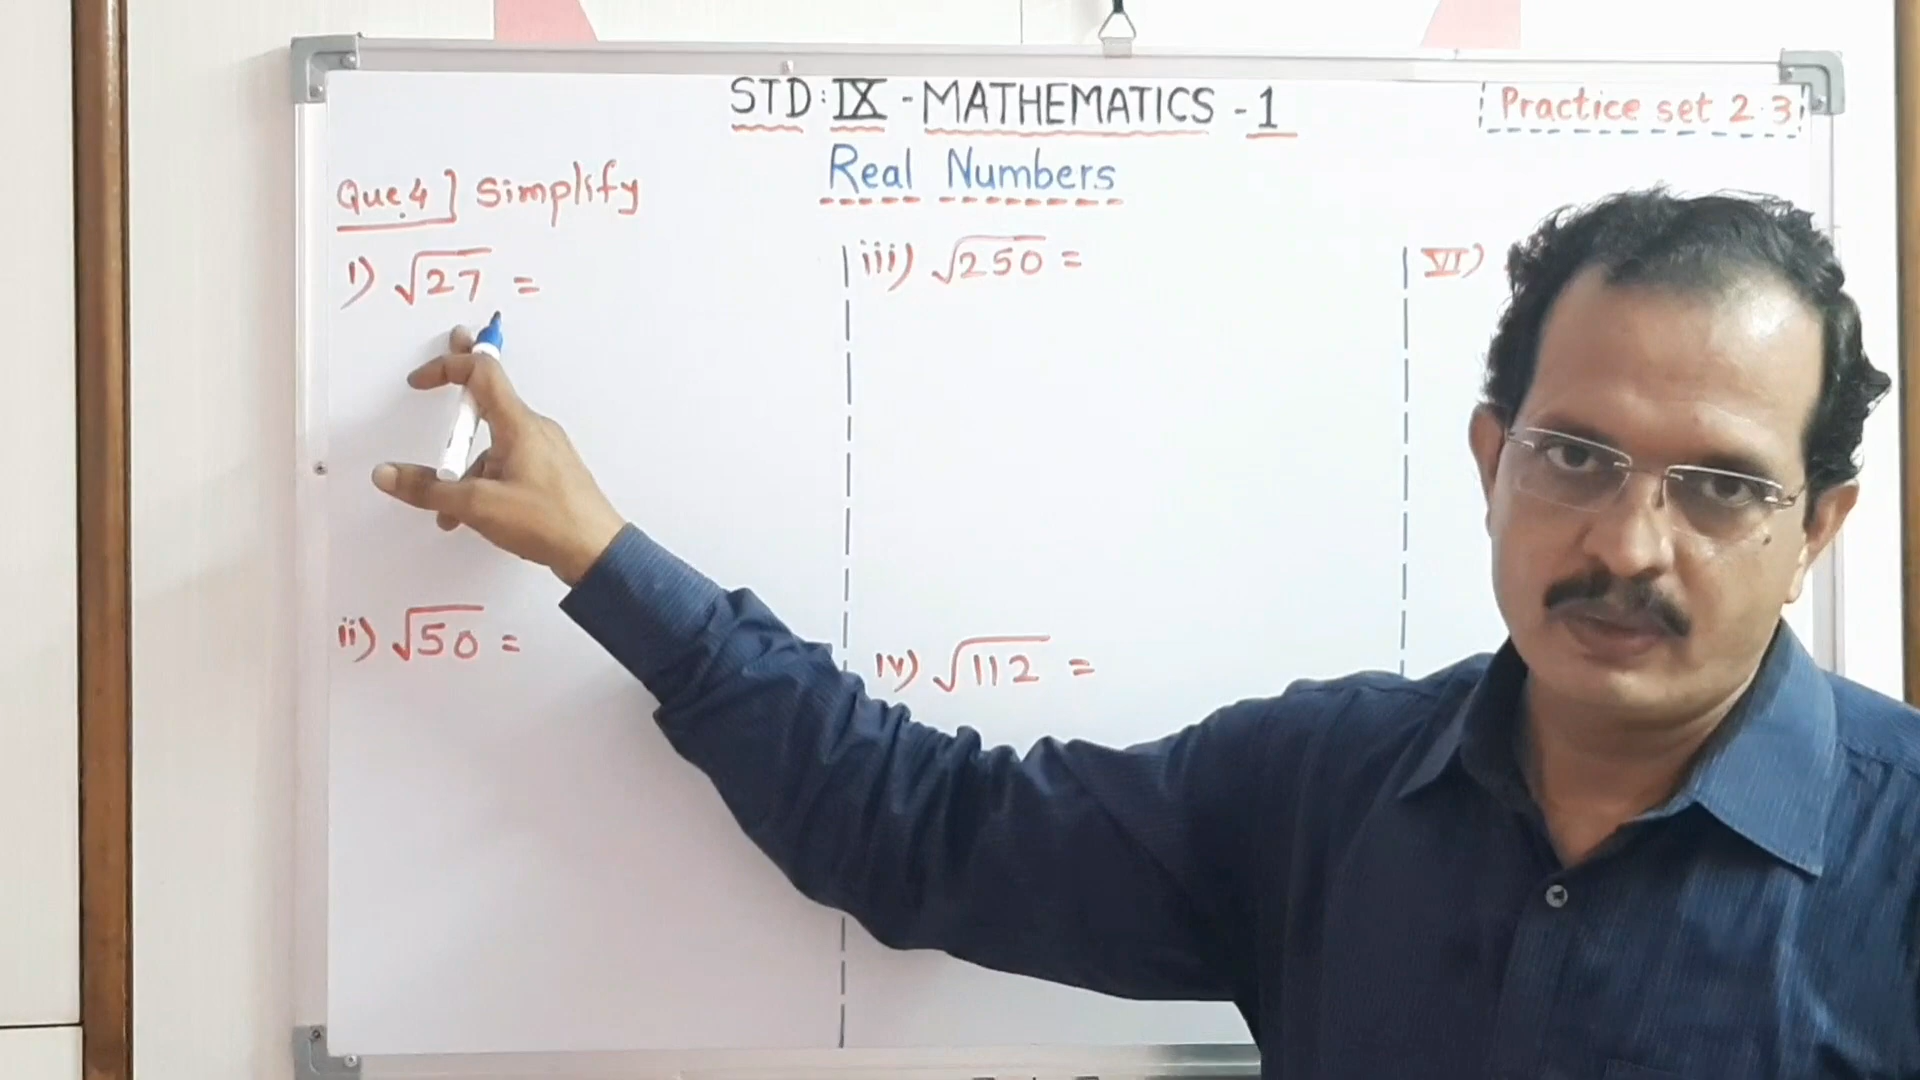 STD: IX - MATHEMATICS - 1
Practice set 2.3
Real Numbers
Que.4] Simplify
i) √27 =
ii) √50 =
iii) √250 =
iv) √112 =
VI)